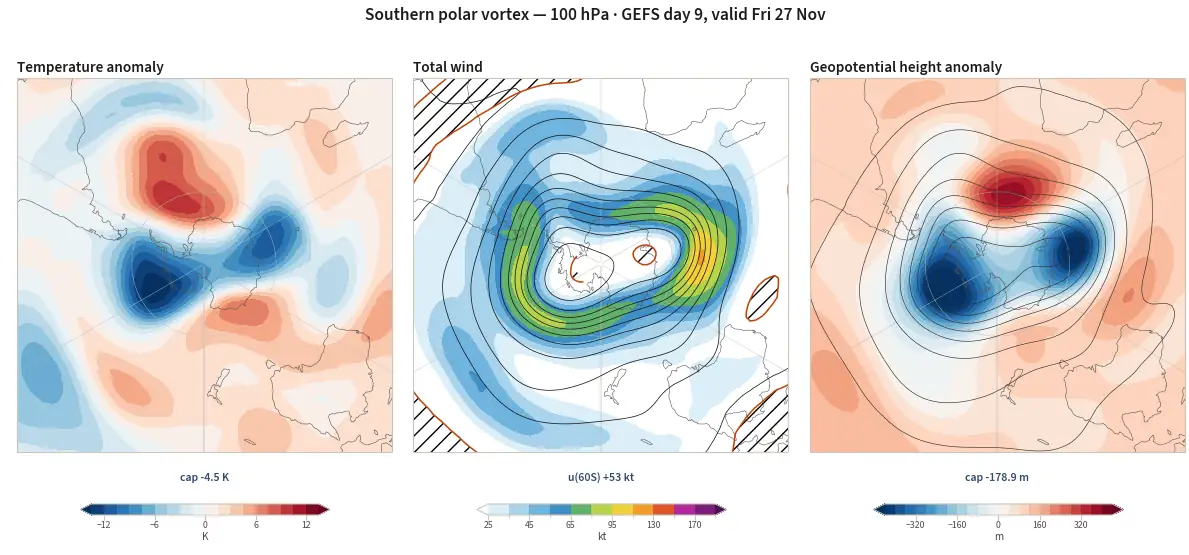 Southern polar vortex — 100 hPa · GEFS day 9, valid Fri 27 Nov
Temperature anomaly
Total wind
Geopotential height anomaly
cap -4.5 K
u(60S) +53 kt
cap -178.9 m
−12 −6 0 6 12
K
25 45 65 95 130 170
kt
−320 −160 0 160 320
m